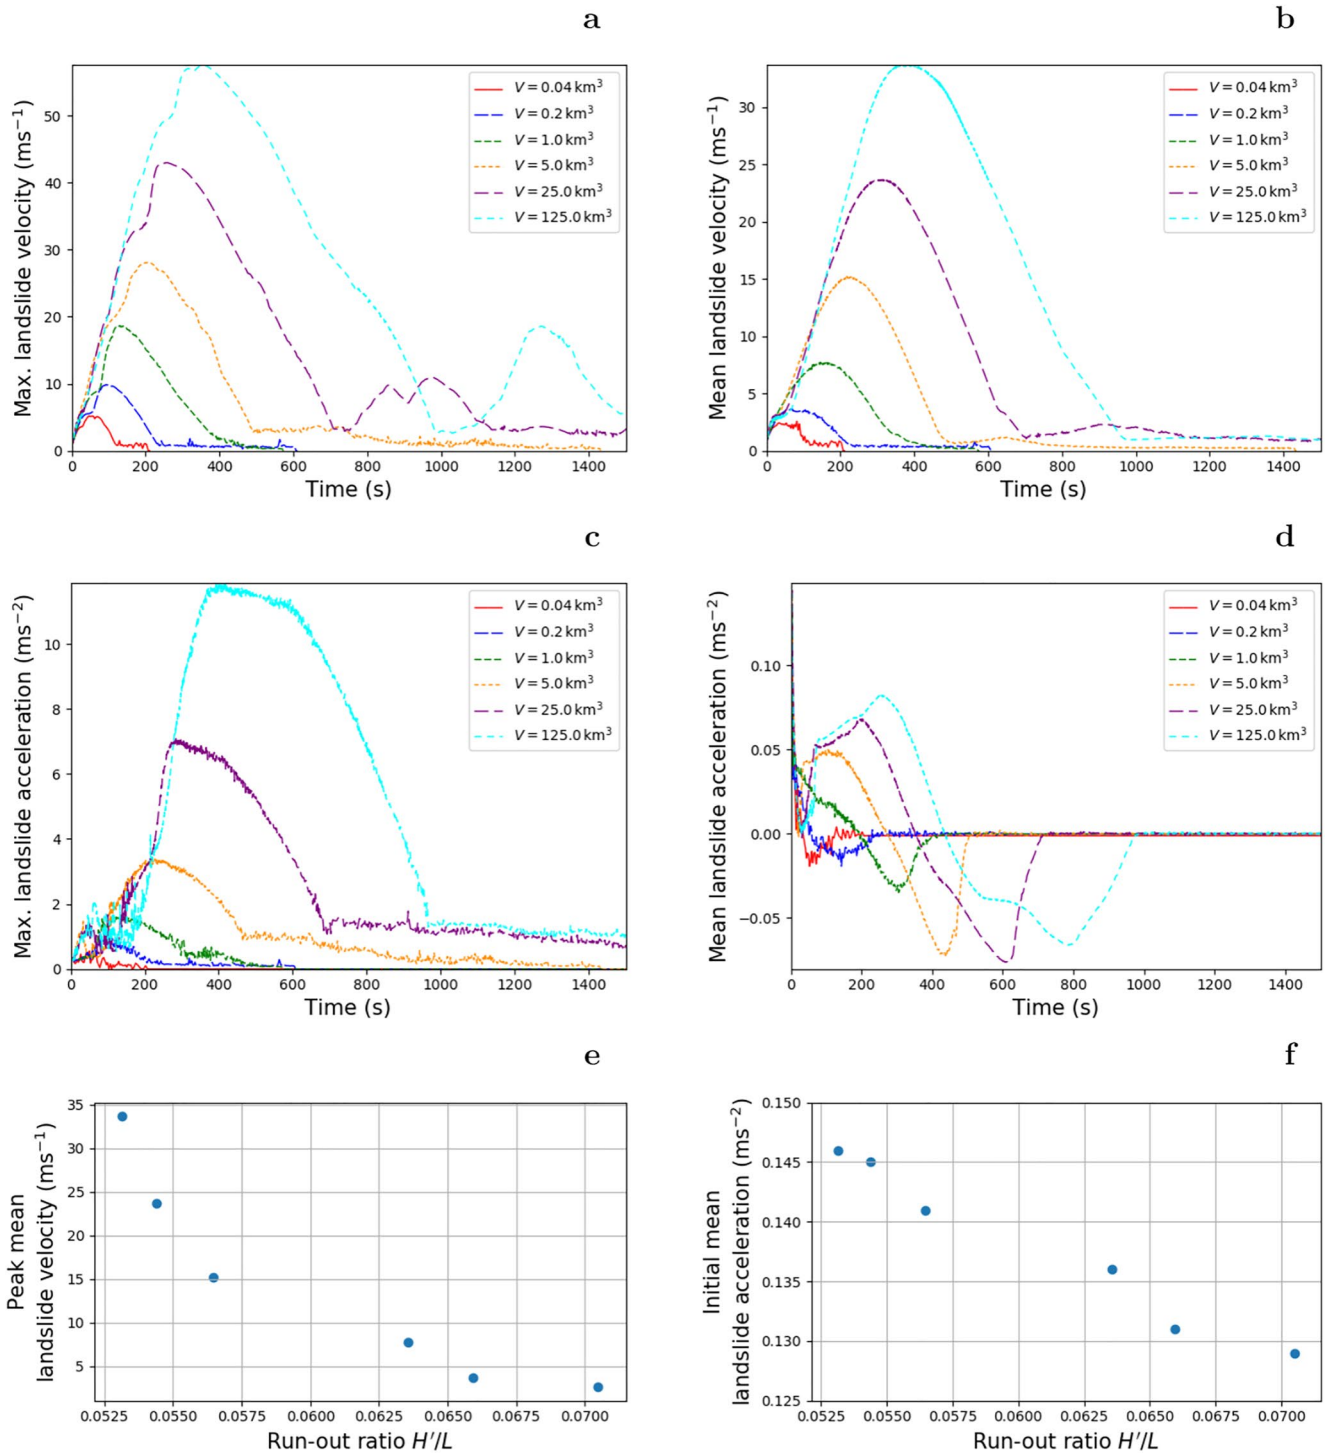 a
Max. landslide velocity (ms⁻¹)
50
40
30
20
10
0
V = 0.04 km³
V = 0.2 km³
V = 1.0 km³
V = 5.0 km³
V = 25.0 km³
V = 125.0 km³
0 200 400 600 800 1000 1200 1400
Time (s)
b
Mean landslide velocity (ms⁻¹)
30
25
20
15
10
5
0
V = 0.04 km³
V = 0.2 km³
V = 1.0 km³
V = 5.0 km³
V = 25.0 km³
V = 125.0 km³
0 200 400 600 800 1000 1200 1400
Time (s)
c
Max. landslide acceleration (ms⁻²)
10
8
6
4
2
0
V = 0.04 km³
V = 0.2 km³
V = 1.0 km³
V = 5.0 km³
V = 25.0 km³
V = 125.0 km³
0 200 400 600 800 1000 1200 1400
Time (s)
d
Mean landslide acceleration (ms⁻²)
0.10
0.05
0.00
−0.05
V = 0.04 km³
V = 0.2 km³
V = 1.0 km³
V = 5.0 km³
V = 25.0 km³
V = 125.0 km³
0 200 400 600 800 1000 1200 1400
Time (s)
e
Peak mean
landslide velocity (ms⁻¹)
35
30
25
20
15
10
5
0.0525 0.0550 0.0575 0.0600 0.0625 0.0650 0.0675 0.0700
Run-out ratio H′/L
f
Initial mean
landslide acceleration (ms⁻²)
0.150
0.145
0.140
0.135
0.130
0.125
0.0525 0.0550 0.0575 0.0600 0.0625 0.0650 0.0675 0.0700
Run-out ratio H′/L